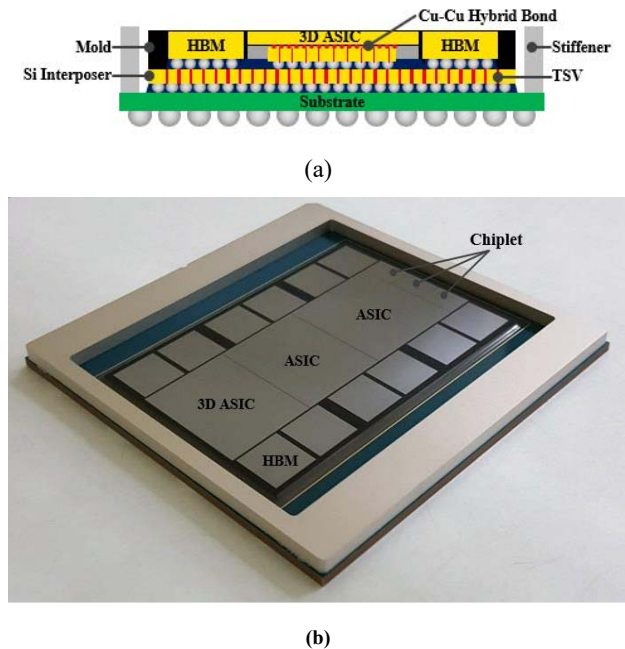 Cu-Cu Hybrid Bond
3D ASIC
Mold
HBM
HBM
Stiffener
Si Interposer
TSV
Substrate
(a)
Chiplet
ASIC
ASIC
3D ASIC
HBM
(b)